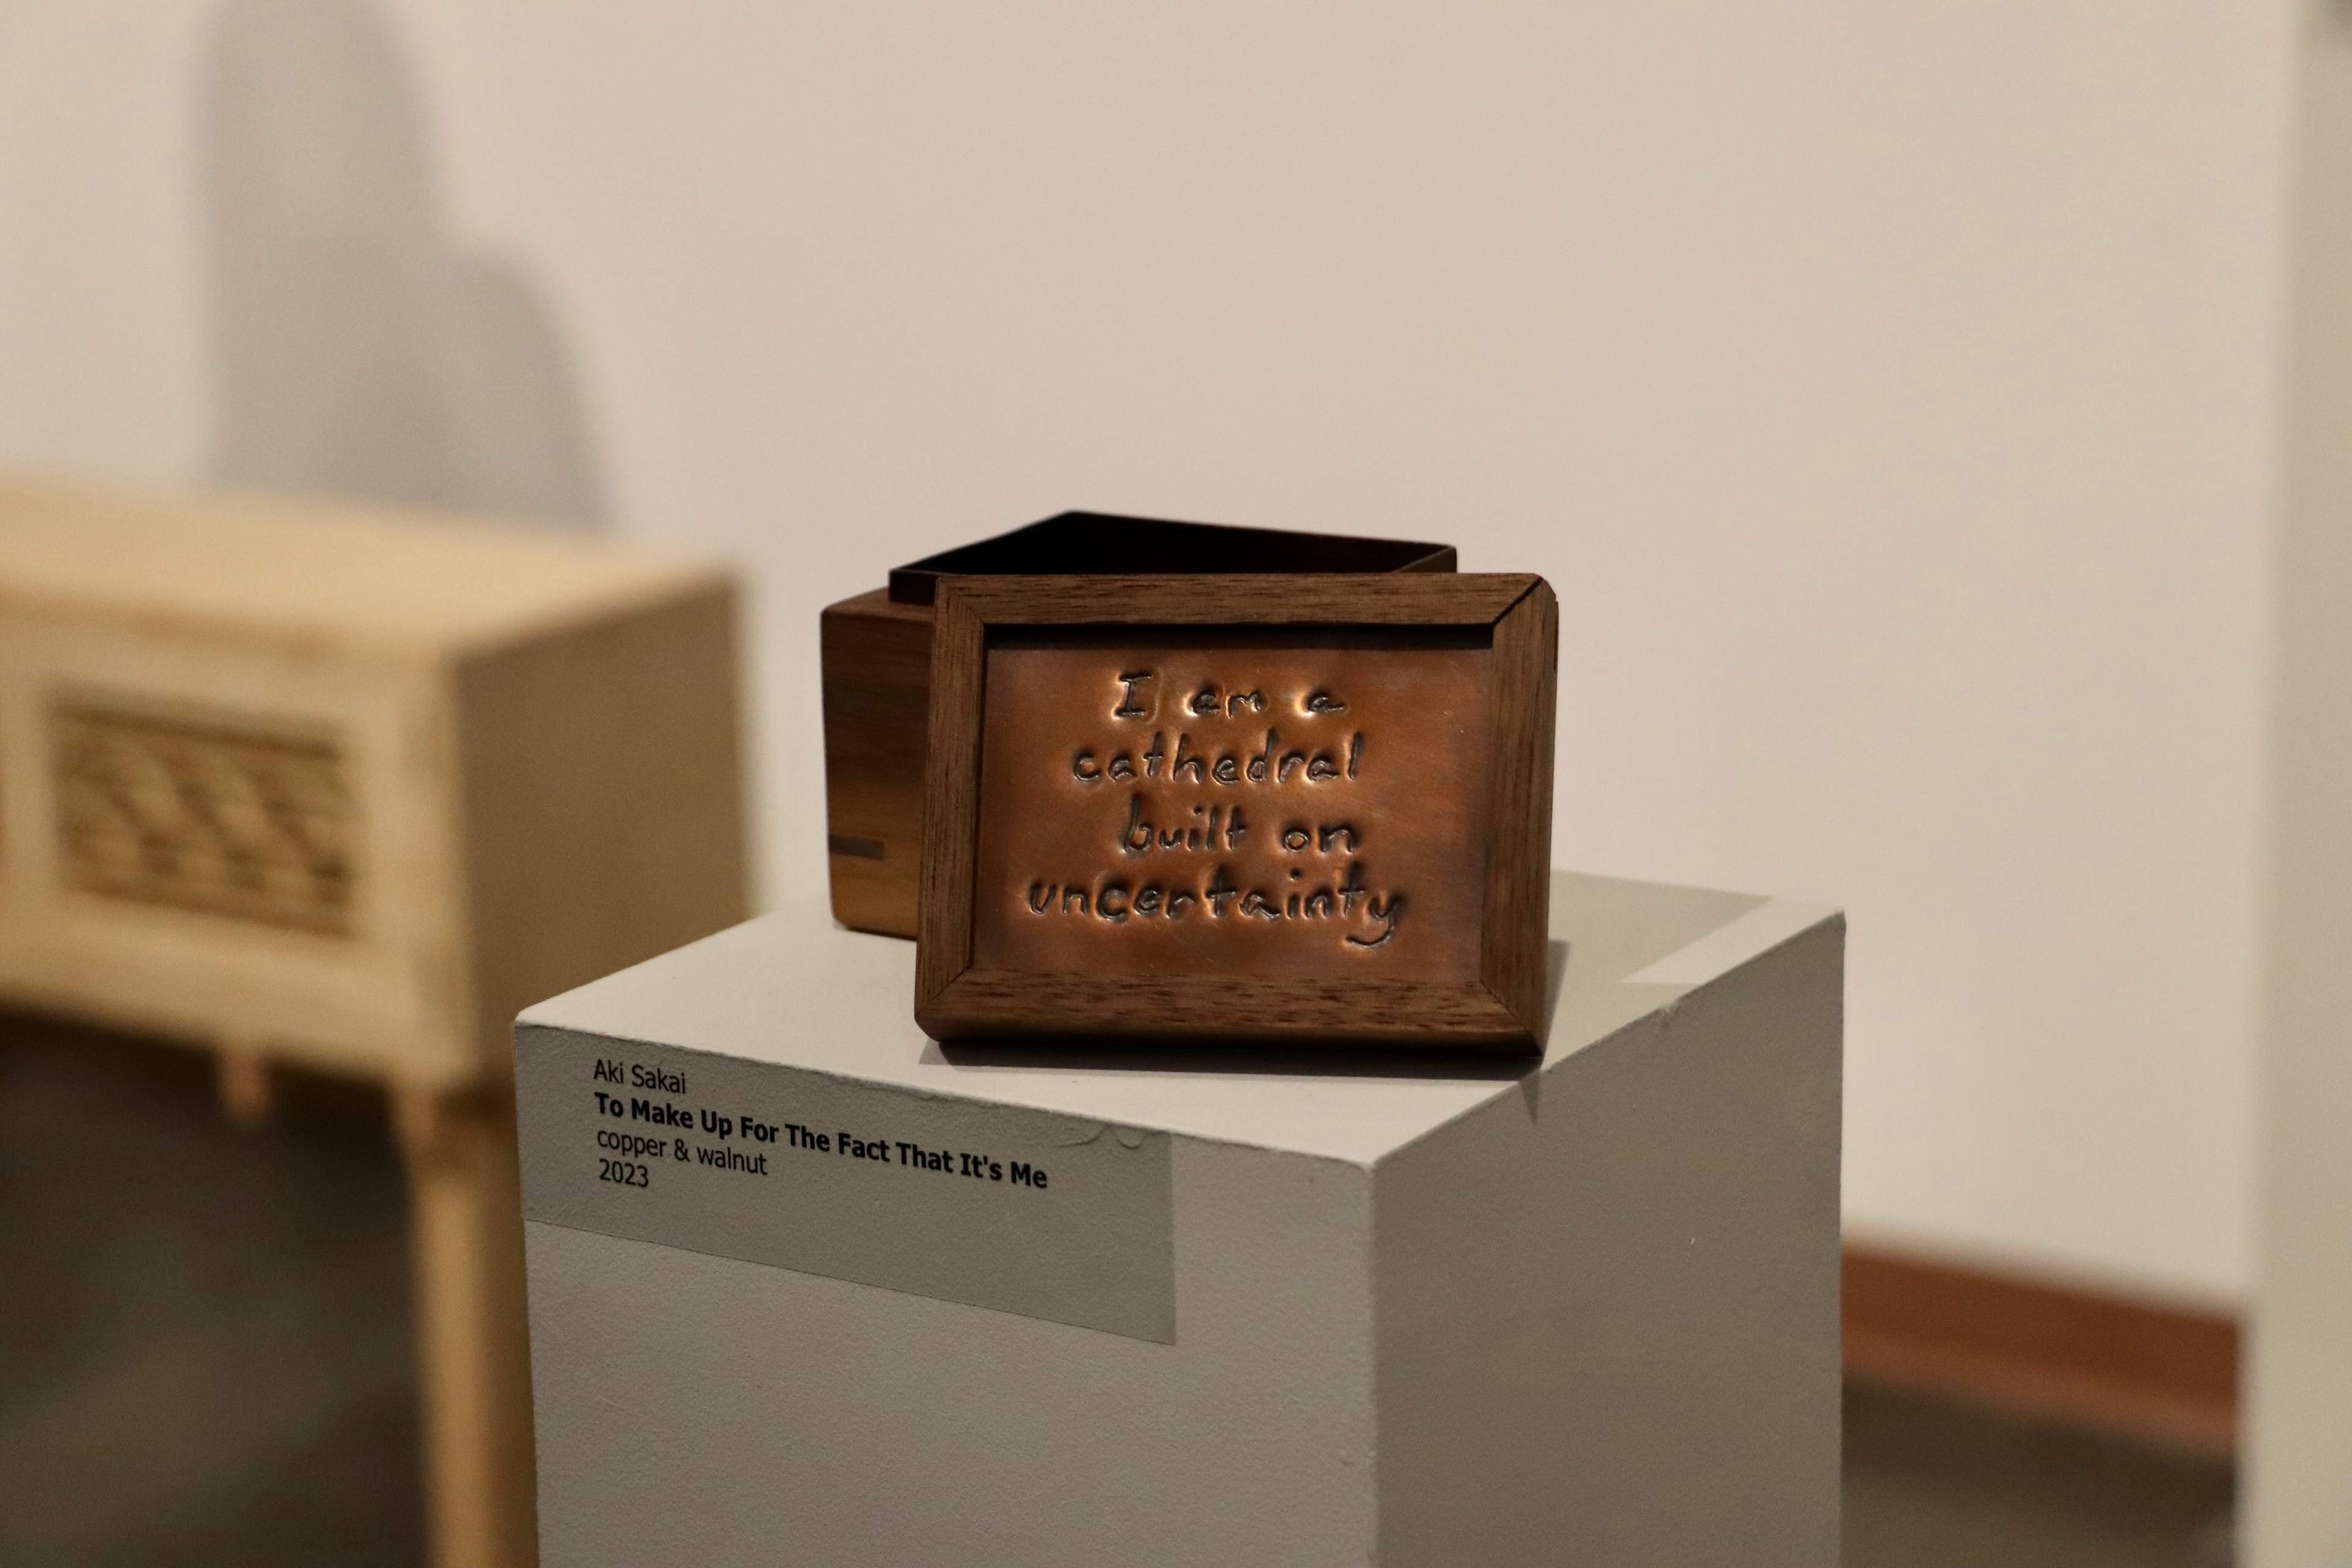 I am a
cathedral
built on
uncertainty
Aki Sakai
To Make Up For The Fact That It's Me
copper & walnut
2023